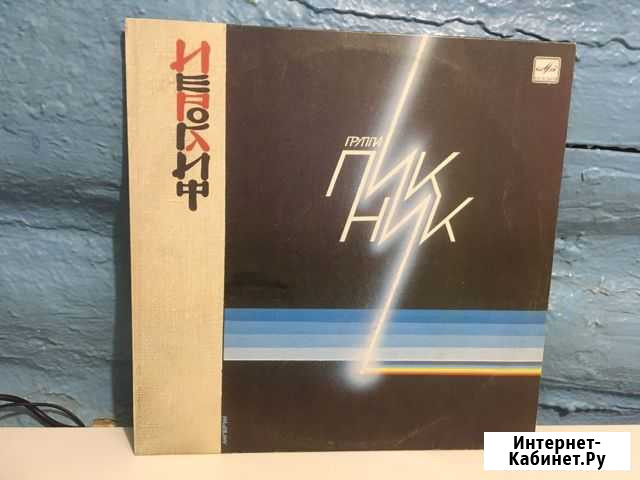 ИЕРОГЛИФ
ГРУППА
ПИК
НИК
Интернет-
Кабинет.Ру